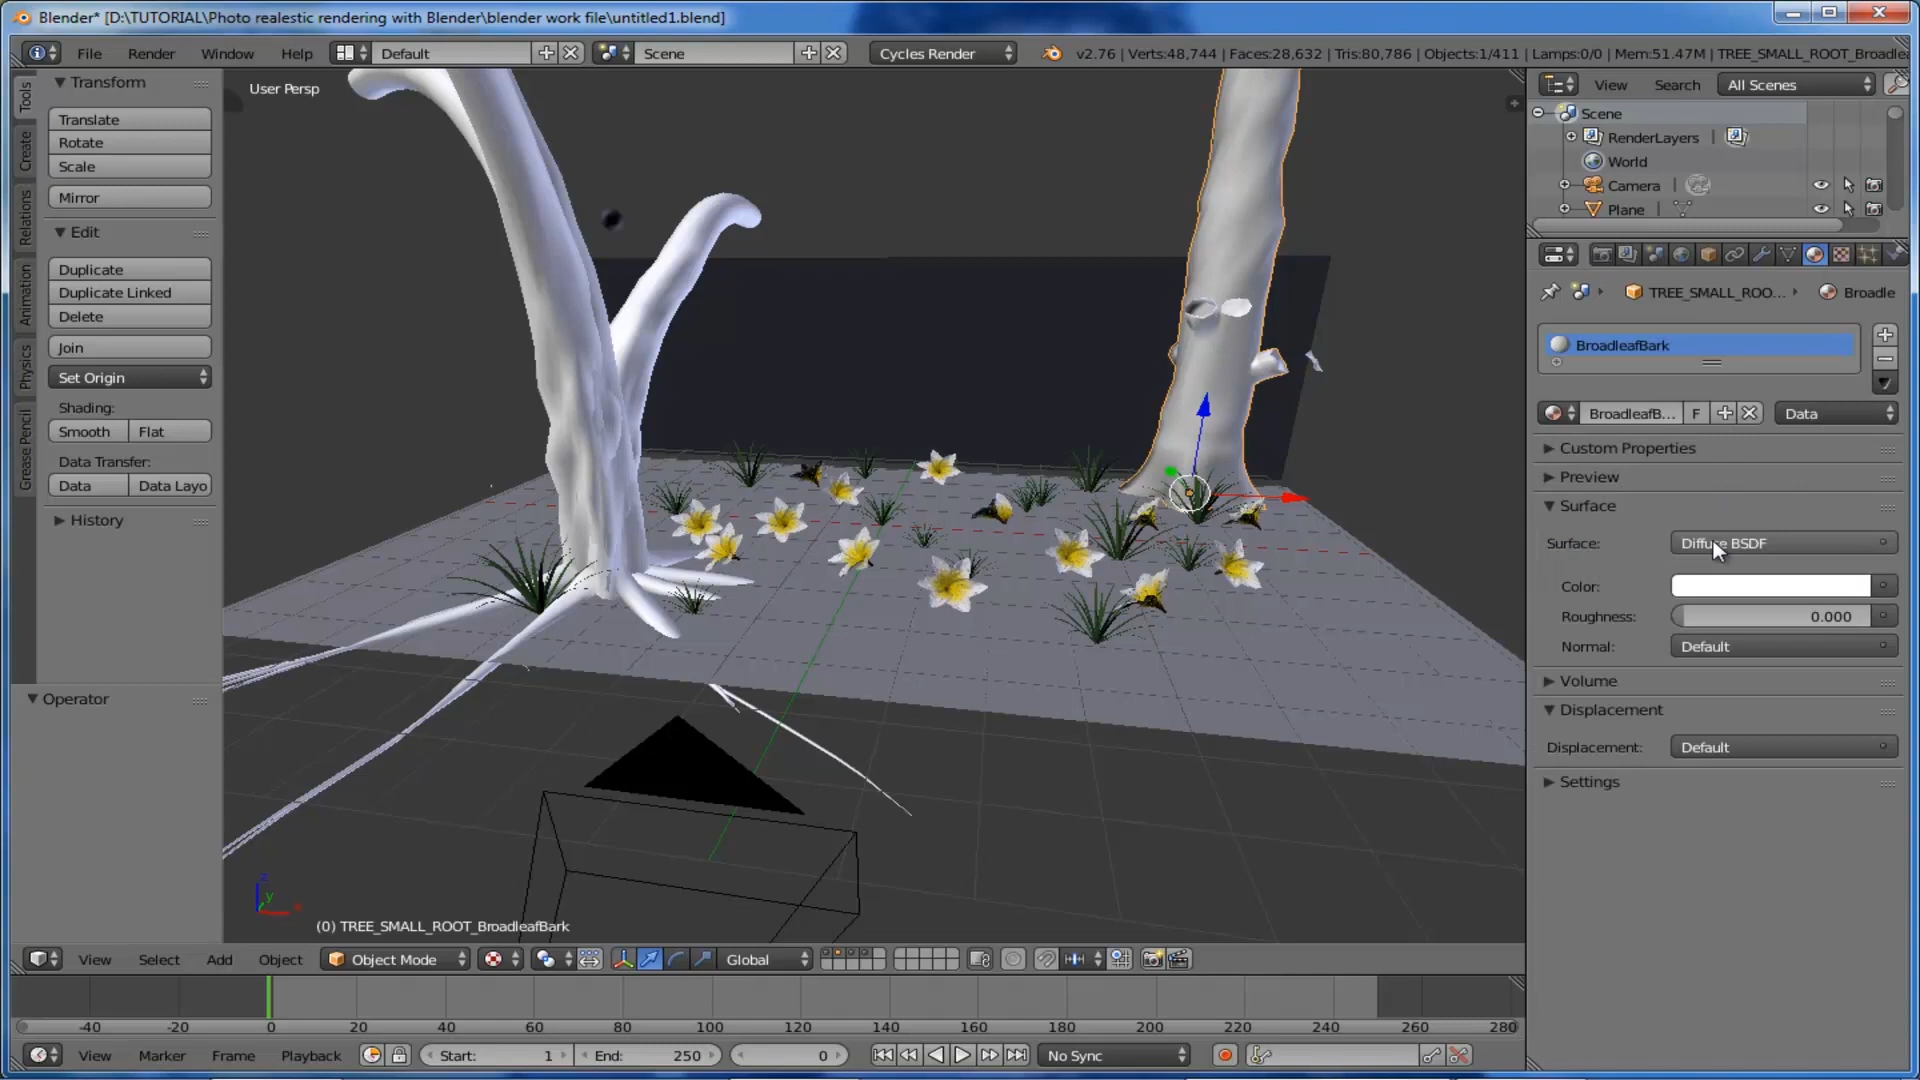 Blender* [D:\TUTORIAL\Photo realestic rendering with Blender\blender work file\untitled1.blend]
File Render Window Help Default Scene Cycles Render v2.76 | Verts:48,744 | Faces:28,632 | Tris:80,786 | Objects:1/411 | Lamps:0/0 | Mem:51.47M | TREE_SMALL_ROOT_Broadle
Tools
Create
Relations
Animation
Physics
Grease Pencil
Transform
Translate
Rotate
Scale
Mirror
Edit
Duplicate
Duplicate Linked
Delete
Join
Set Origin
Shading:
Smooth Flat
Data Transfer:
Data Data Layo
History
Operator
User Persp
z
y
x
(0) TREE_SMALL_ROOT_BroadleafBark
View Select Add Object Object Mode Global
View Search All Scenes
Scene
RenderLayers |
World
Camera |
Plane |
TREE_SMALL_ROO... Broadle
BroadleafBark
BroadleafB... F Data
Custom Properties
Preview
Surface
Surface: Diffuse BSDF
Color:
Roughness: 0.000
Normal: Default
Volume
Displacement
Displacement: Default
Settings
-40 -20 0 20 40 60 80 100 120 140 160 180 200 220 240 260 280
View Marker Frame Playback Start: 1 End: 250 0 No Sync